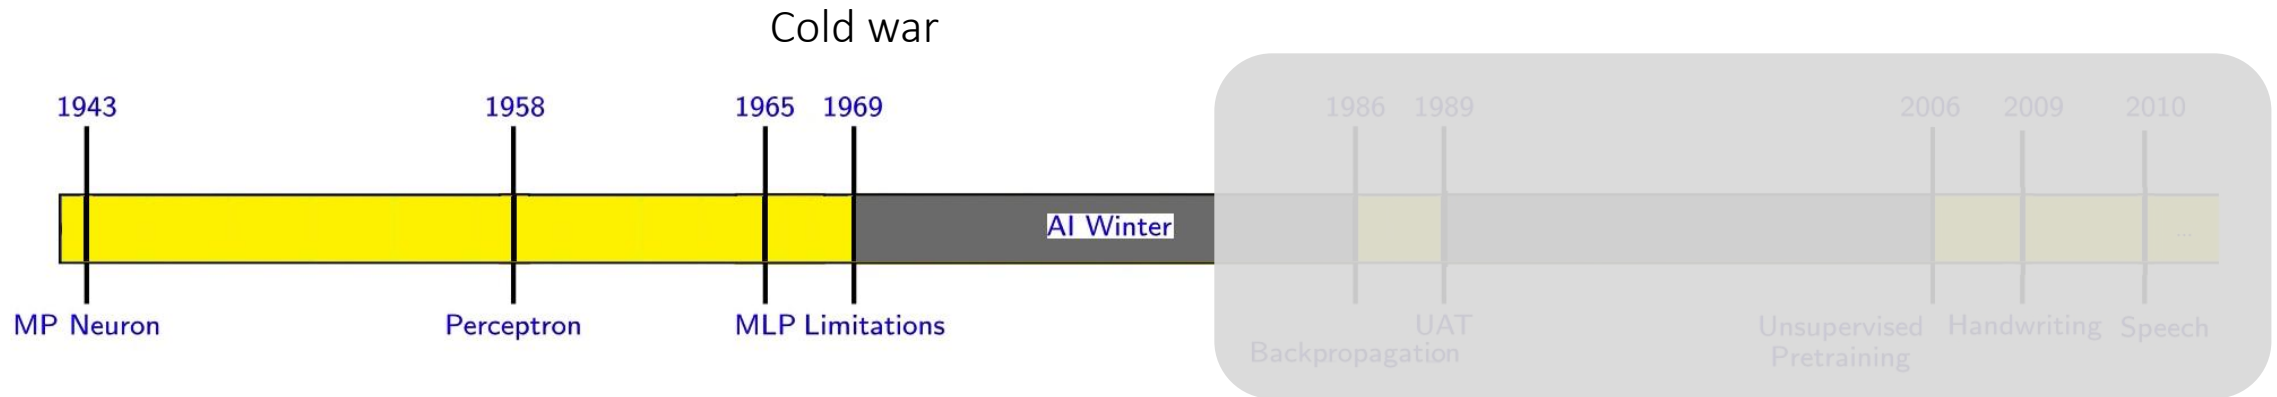 Cold war
1943 1958 1965 1969 1986 1989 2006 2009 2010
AI Winter ...
MP Neuron Perceptron MLP Limitations UAT Unsupervised Handwriting Speech
Backpropagation Pretraining